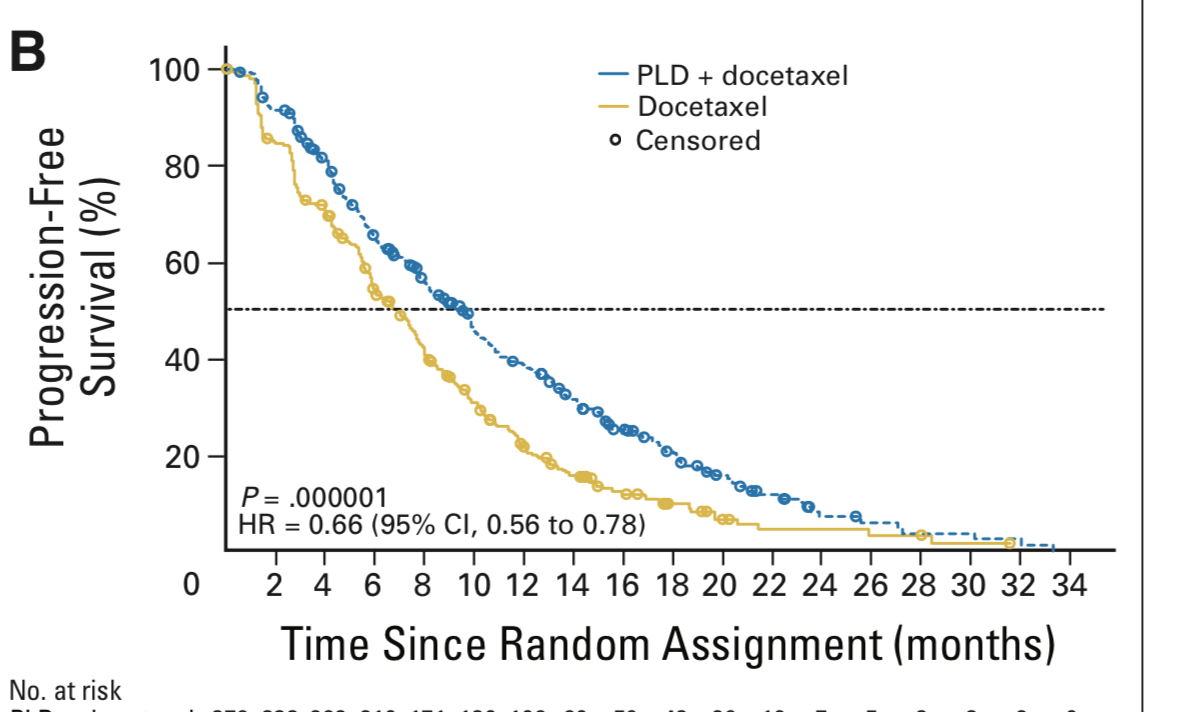 B
PLD + docetaxel
Docetaxel
Censored
Progression-Free
Survival (%)
100
80
60
40
20
0
P = .000001
HR = 0.66 (95% CI, 0.56 to 0.78)
2 4 6 8 10 12 14 16 18 20 22 24 26 28 30 32 34
Time Since Random Assignment (months)
No. at risk